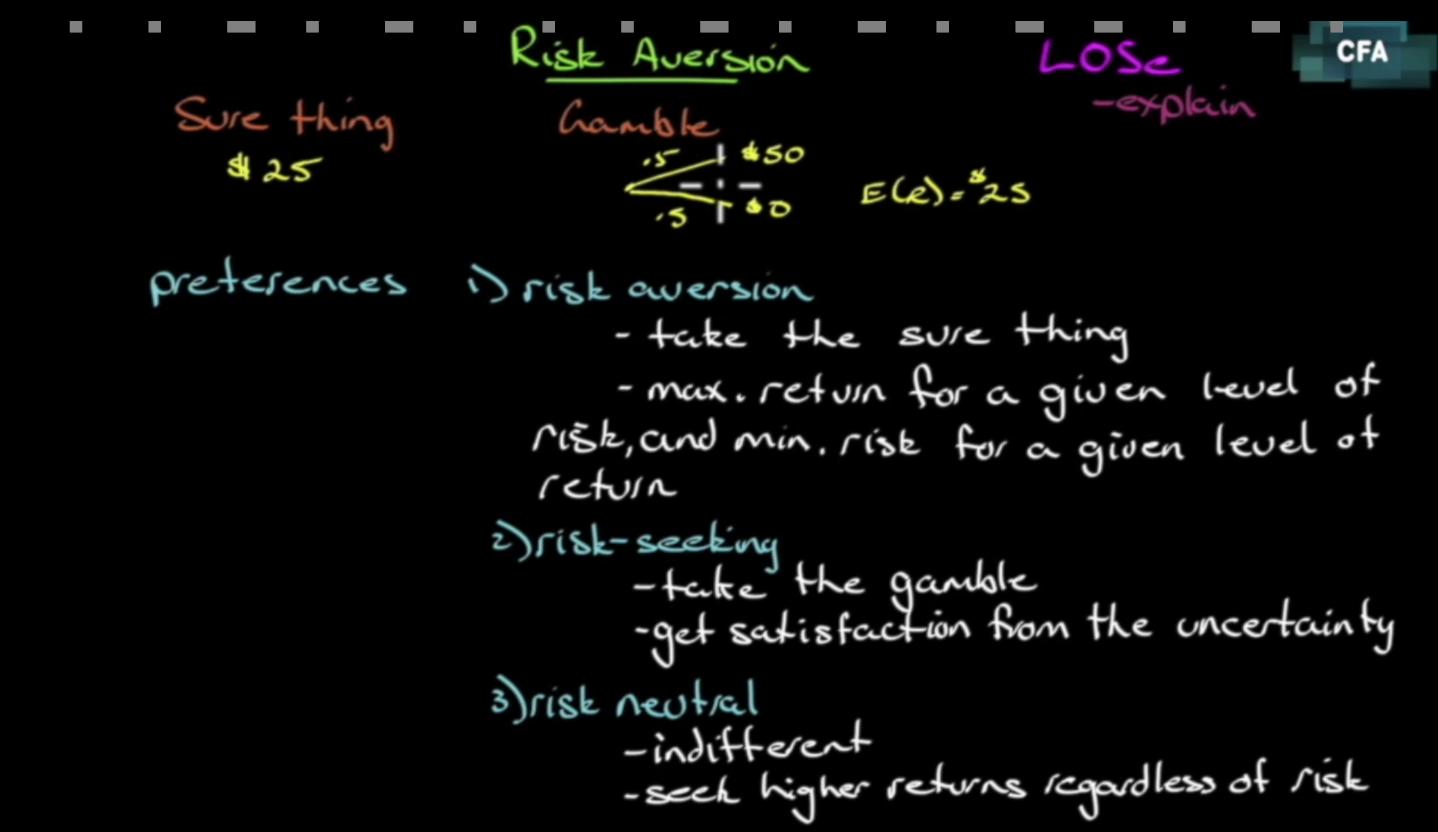 Risk Aversion
LOSe
CFA
-explain
Sure thing
Gamble
$25
.5 $50
.5 $0
E(R)=$25
preferences 1) risk aversion
- take the sure thing
- max. return for a given level of
risk, and min. risk for a given level of
return
2) risk-seeking
- take the gamble
- get satisfaction from the uncertainty
3) risk neutral
- indifferent
- seek higher returns regardless of risk